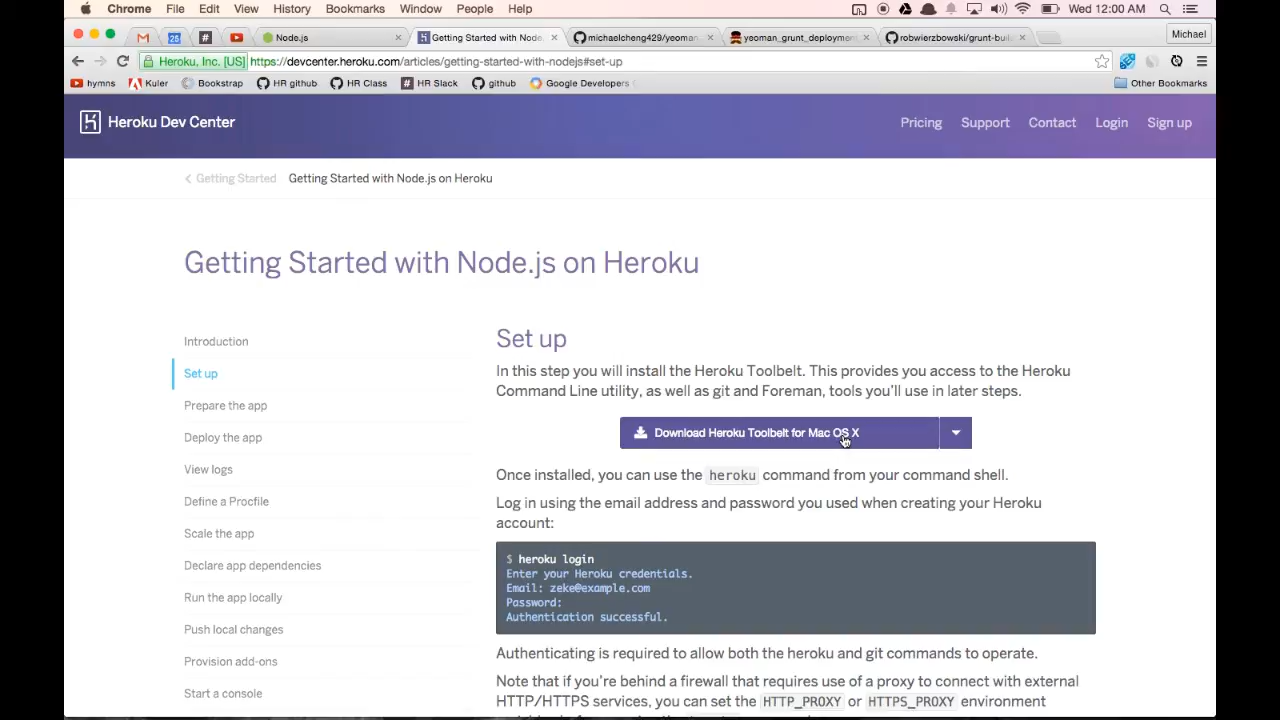 Chrome File Edit View History Bookmarks Window People Help Wed 12:00 AM
Node.js Getting Started with Node. michaelcheng429/yeoman yeoman_grunt_deployment robwierzbowski/grunt-buil Michael
Heroku, Inc. [US] https://devcenter.heroku.com/articles/getting-started-with-nodejs#set-up
hymns Kuler Bootstrap HR github HR Class HR Slack github Google Developers Other Bookmarks
Heroku Dev Center Pricing Support Contact Login Sign up
Getting Started Getting Started with Node.js on Heroku
Getting Started with Node.js on Heroku
Introduction
Set up
Prepare the app
Deploy the app
View logs
Define a Procfile
Scale the app
Declare app dependencies
Run the app locally
Push local changes
Provision add-ons
Start a console
Set up
In this step you will install the Heroku Toolbelt. This provides you access to the Heroku
Command Line utility, as well as git and Foreman, tools you'll use in later steps.
Download Heroku Toolbelt for Mac OS X
Once installed, you can use the heroku command from your command shell.
Log in using the email address and password you used when creating your Heroku
account:
$ heroku login
Enter your Heroku credentials.
Email: zeke@example.com
Password:
Authentication successful.
Authenticating is required to allow both the heroku and git commands to operate.
Note that if you're behind a firewall that requires use of a proxy to connect with external
HTTP/HTTPS services, you can set the HTTP_PROXY or HTTPS_PROXY environment